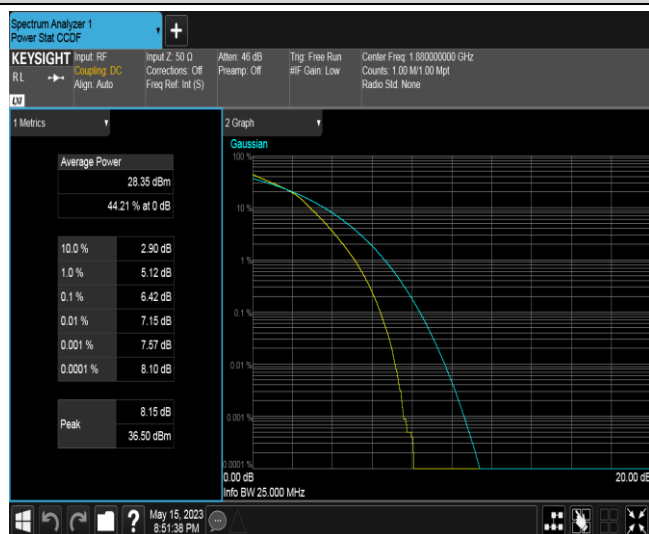 Spectrum Analyzer 1
Power Stat CCDF
+
KEYSIGHT Input: RF Input Z: 50 Ω Atten: 46 dB Trig: Free Run Center Freq: 1.880000000 GHz
RL Coupling: DC Corrections: Off Preamp: Off #IF Gain: Low Counts: 1.00 M/1.00 Mpt
Align: Auto Freq Ref: Int (S) Radio Std: None
LXI
1 Metrics
Average Power
28.35 dBm
44.21 % at 0 dB
10.0 % 2.90 dB
1.0 % 5.12 dB
0.1 % 6.42 dB
0.01 % 7.15 dB
0.001 % 7.57 dB
0.0001 % 8.10 dB
Peak 8.15 dB
36.50 dBm
2 Graph
Gaussian
100 %
10 %
1 %
0.1 %
0.01 %
0.001 %
0.0001 %
0.00 dB 20.00 dB
Info BW 25.000 MHz
? May 15, 2023
8:51:38 PM